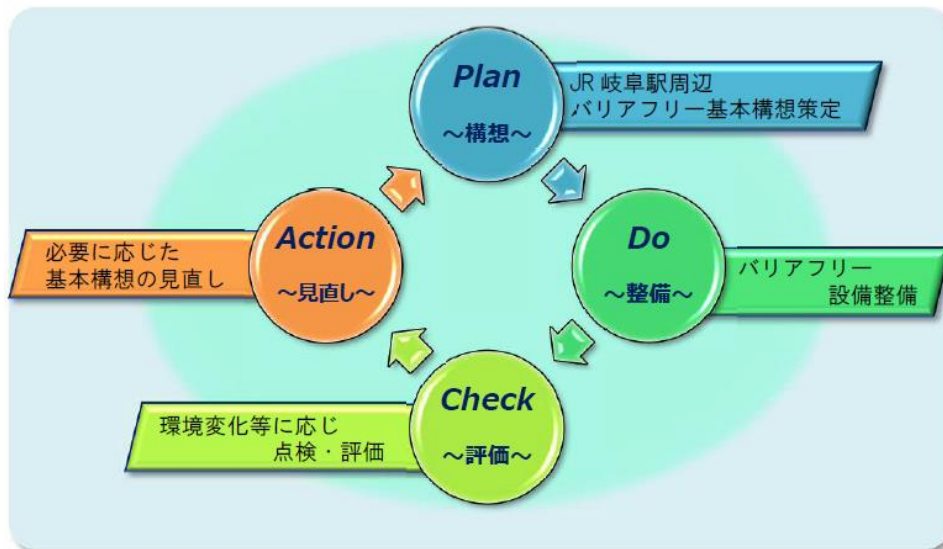 Plan
～構想～
JR 岐阜駅周辺
バリアフリー基本構想策定
Do
～整備～
バリアフリー
設備整備
Check
～評価～
環境変化等に応じ
点検・評価
Action
～見直し～
必要に応じた
基本構想の見直し